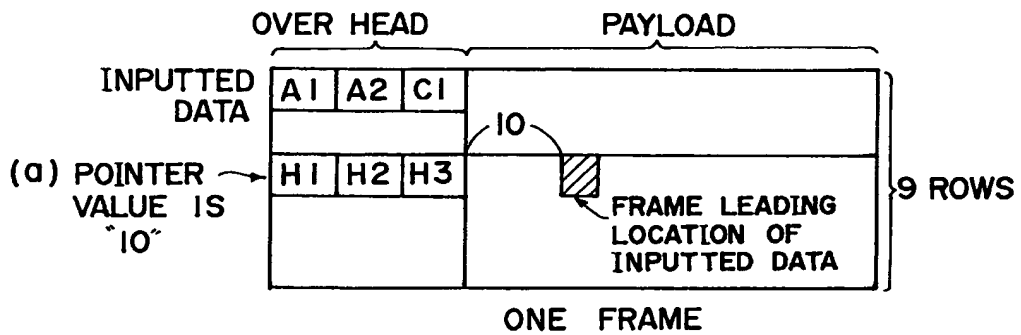 OVER HEAD PAYLOAD
INPUTTED DATA
A1 A2 C1
10
(a) POINTER VALUE IS "10"
H1 H2 H3
FRAME LEADING
LOCATION OF
INPUTTED DATA
9 ROWS
ONE FRAME